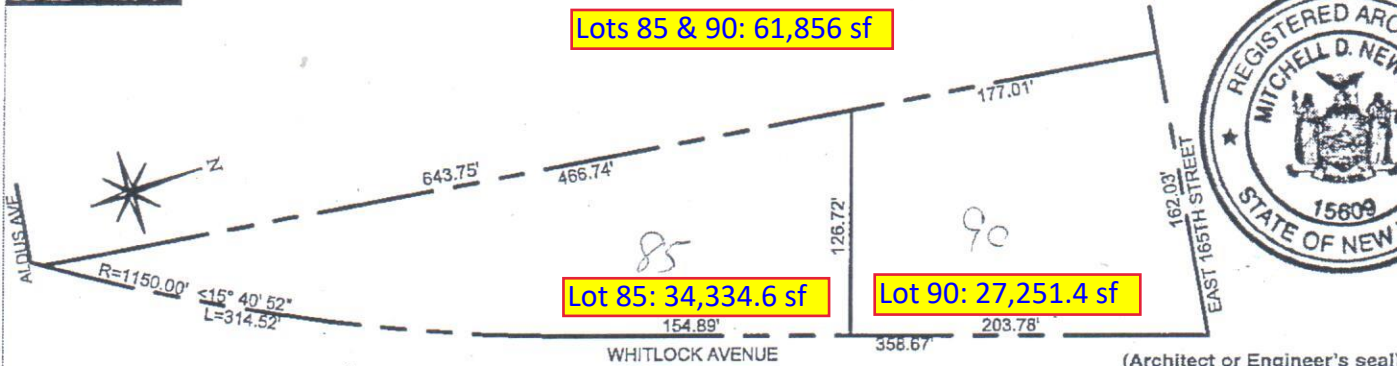 Lots 85 & 90: 61,856 sf
REGISTERED ARC
MITCHELL D. NEW
★
15609
STATE OF NEW
177.01'
N
643.75'
466.74'
ALDUS AVE
126.72'
162.03'
EAST 165TH STREET
85
90
R=1150.00' <15° 40' 52"
L=314.52'
Lot 85: 34,334.6 sf
Lot 90: 27,251.4 sf
154.89'
203.78'
WHITLOCK AVENUE
358.67'
(Architect or Engineer's seal)